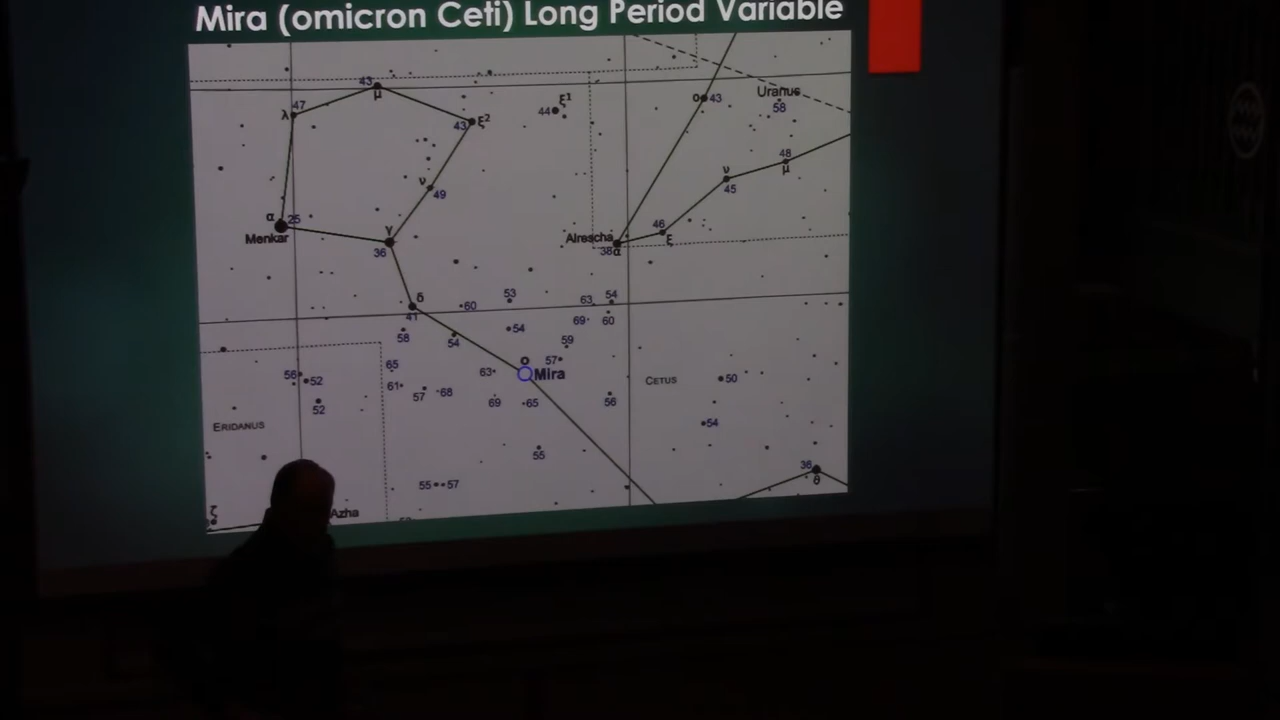 Mira (omicron Ceti) Long Period Variable
43
μ
47
λ
43 ξ²
44 ξ¹
ο 43
Uranus
58
48
μ
ν
45
ν
49
α 25
Menkar
γ
36
46
ξ
Alrescha
38 α
δ
41
60
53
63
54
69
60
58
54
54
59
57
ο
Mira
65
63
61
57
68
69
65
56
CETUS
50
54
56
52
52
ERIDANUS
55
55 57
36
θ
ζ
Azha